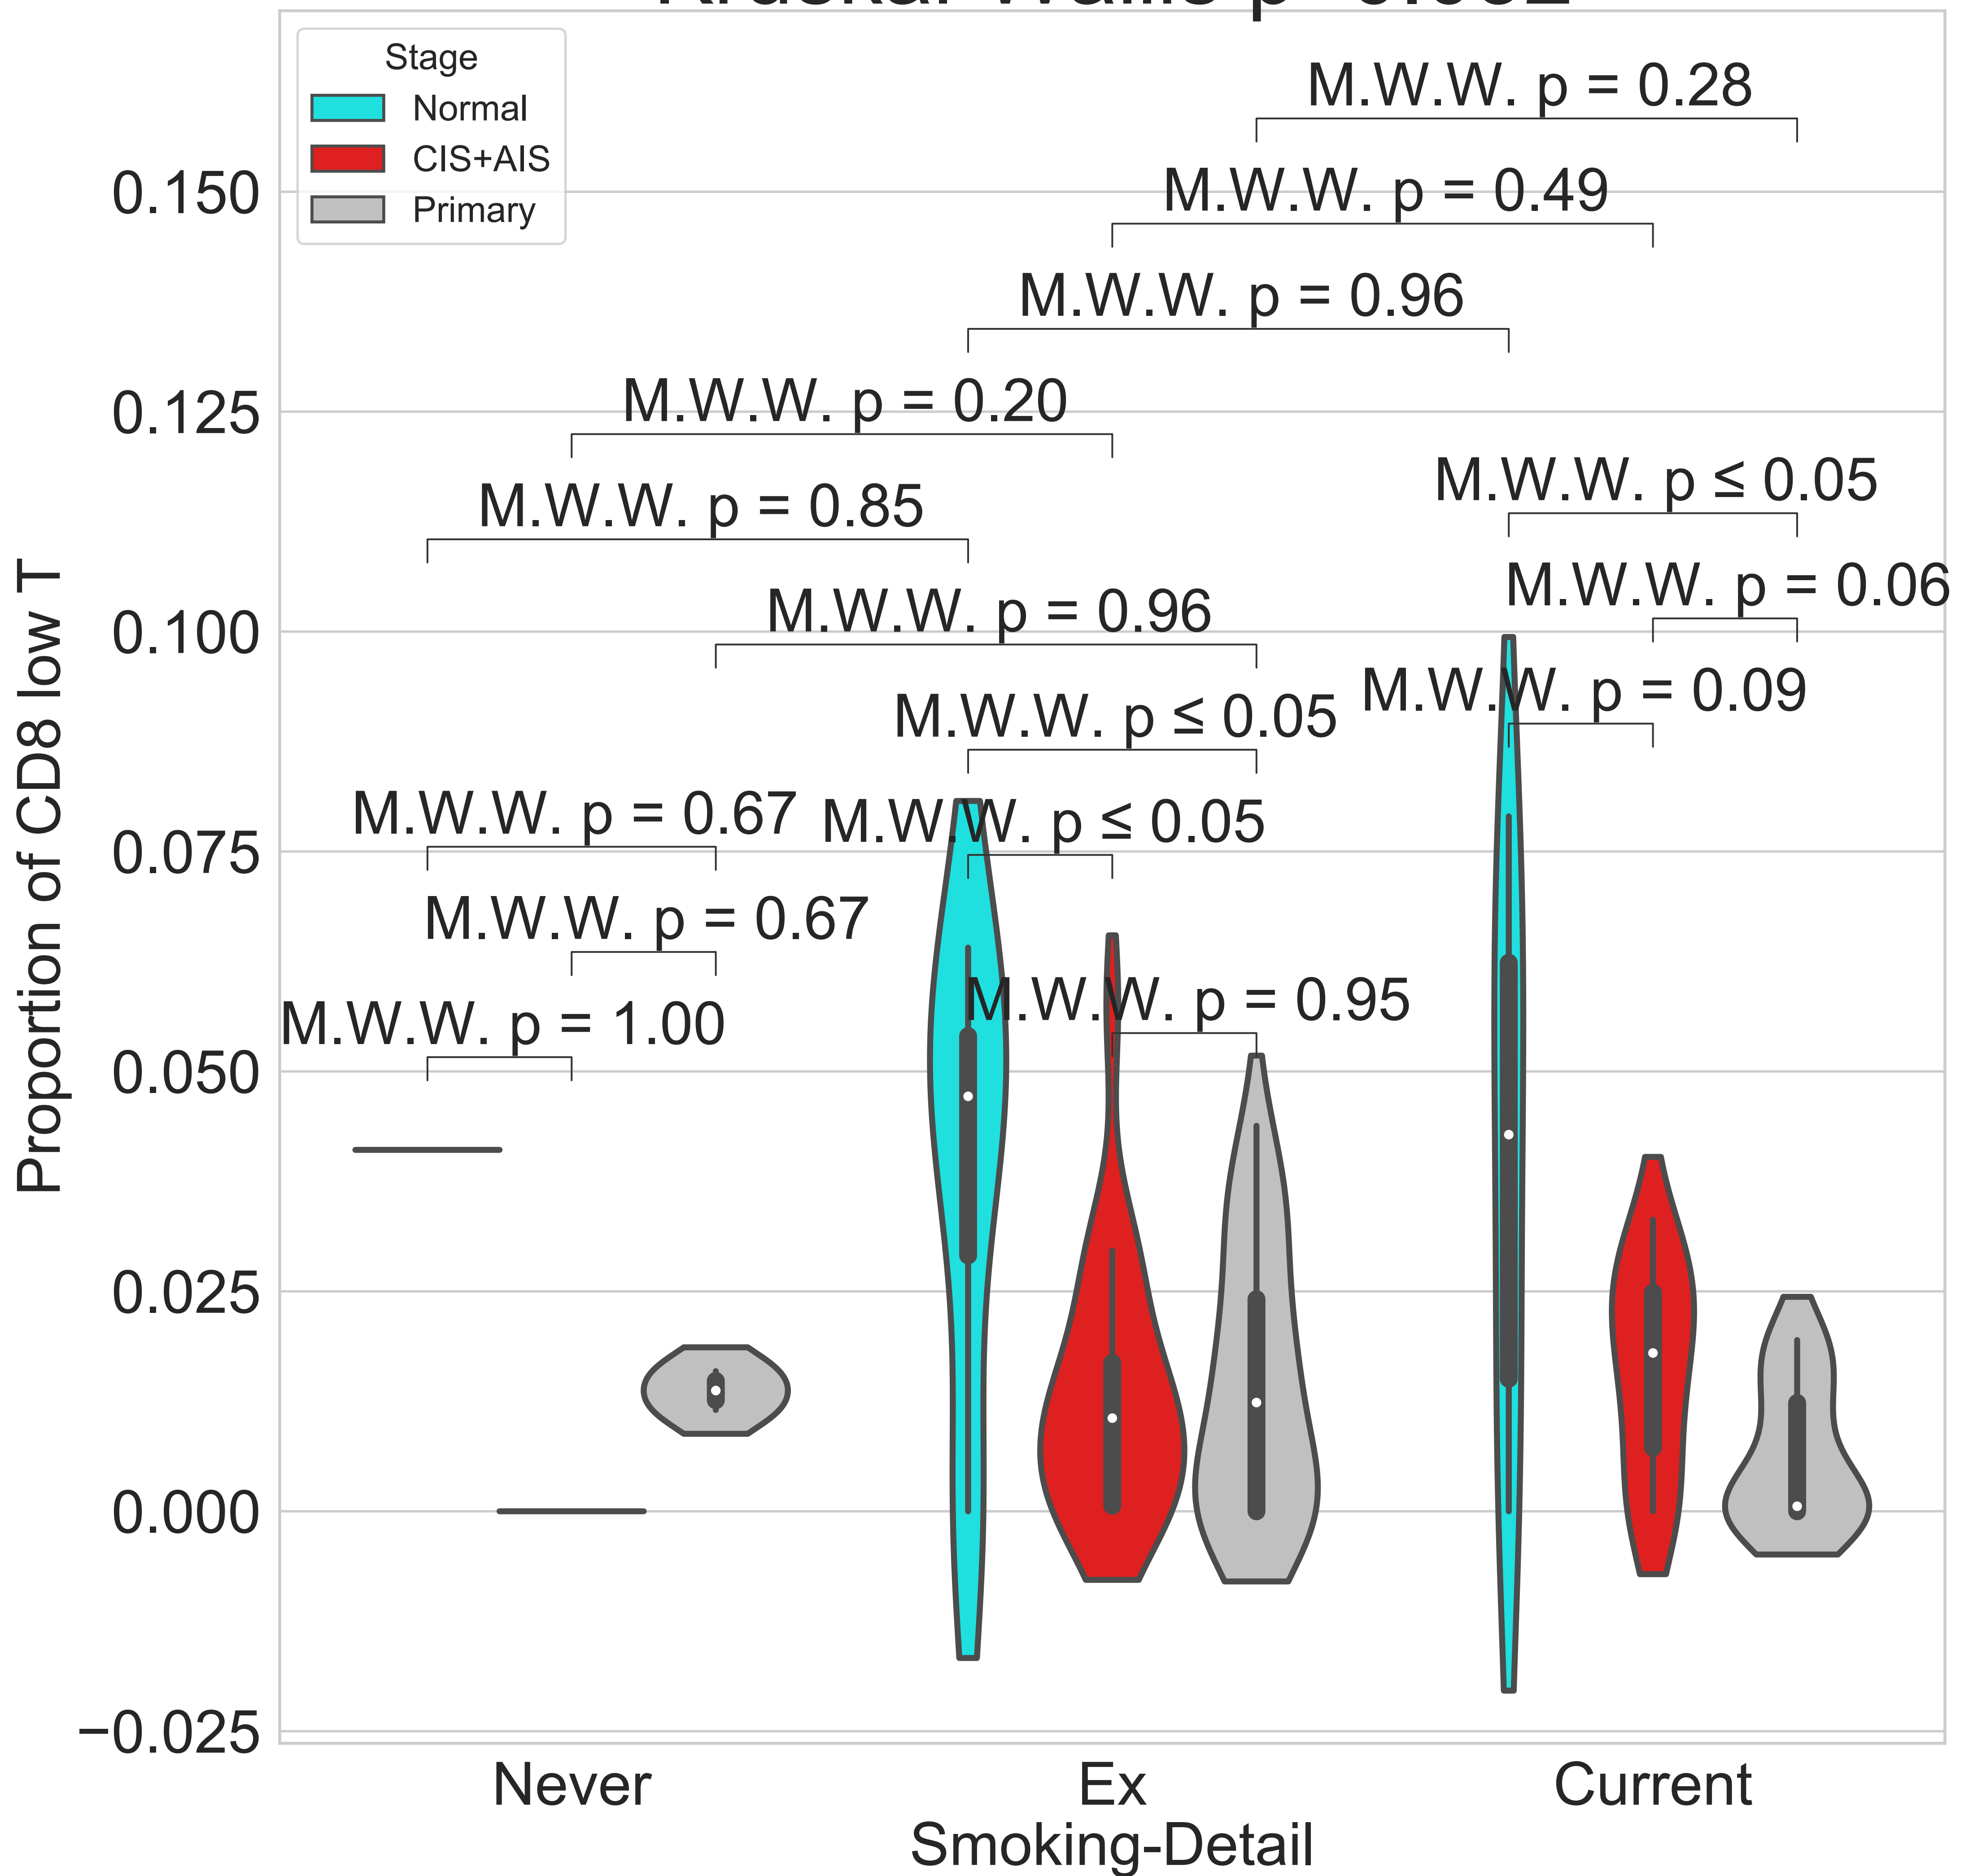 Stage
Normal
CIS+AIS
Primary
M.W.W. p = 0.28
M.W.W. p = 0.49
M.W.W. p = 0.96
M.W.W. p = 0.20
M.W.W. p = 0.85
M.W.W. p ≤ 0.05
M.W.W. p = 0.06
M.W.W. p = 0.96
M.W.W. p = 0.09
M.W.W. p ≤ 0.05
M.W.W. p = 0.67
M.W.W. p ≤ 0.05
M.W.W. p = 0.67
M.W.W. p = 0.95
M.W.W. p = 1.00
0.150
0.125
0.100
0.075
0.050
0.025
0.000
−0.025
Proportion of CD8 low T
Never
Ex
Current
Smoking-Detail